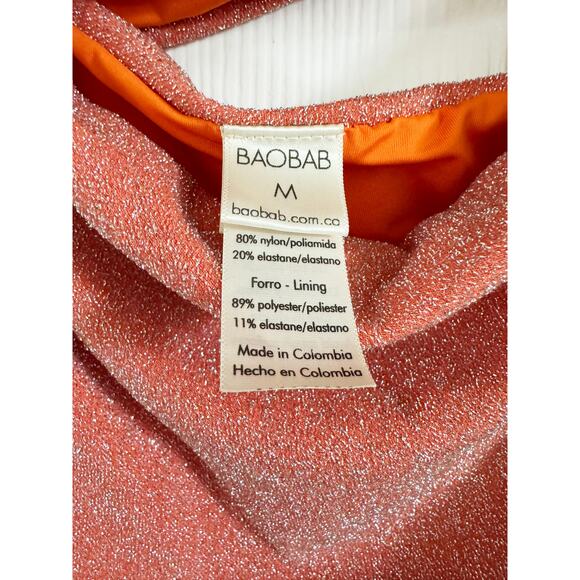 BAOBAB
M
baobab.com.co
80% nylon/poliamida
20% elastane/elastano
Forro - Lining
89% polyester/poliester
11% elastane/elastano
Made in Colombia
Hecho en Colombia